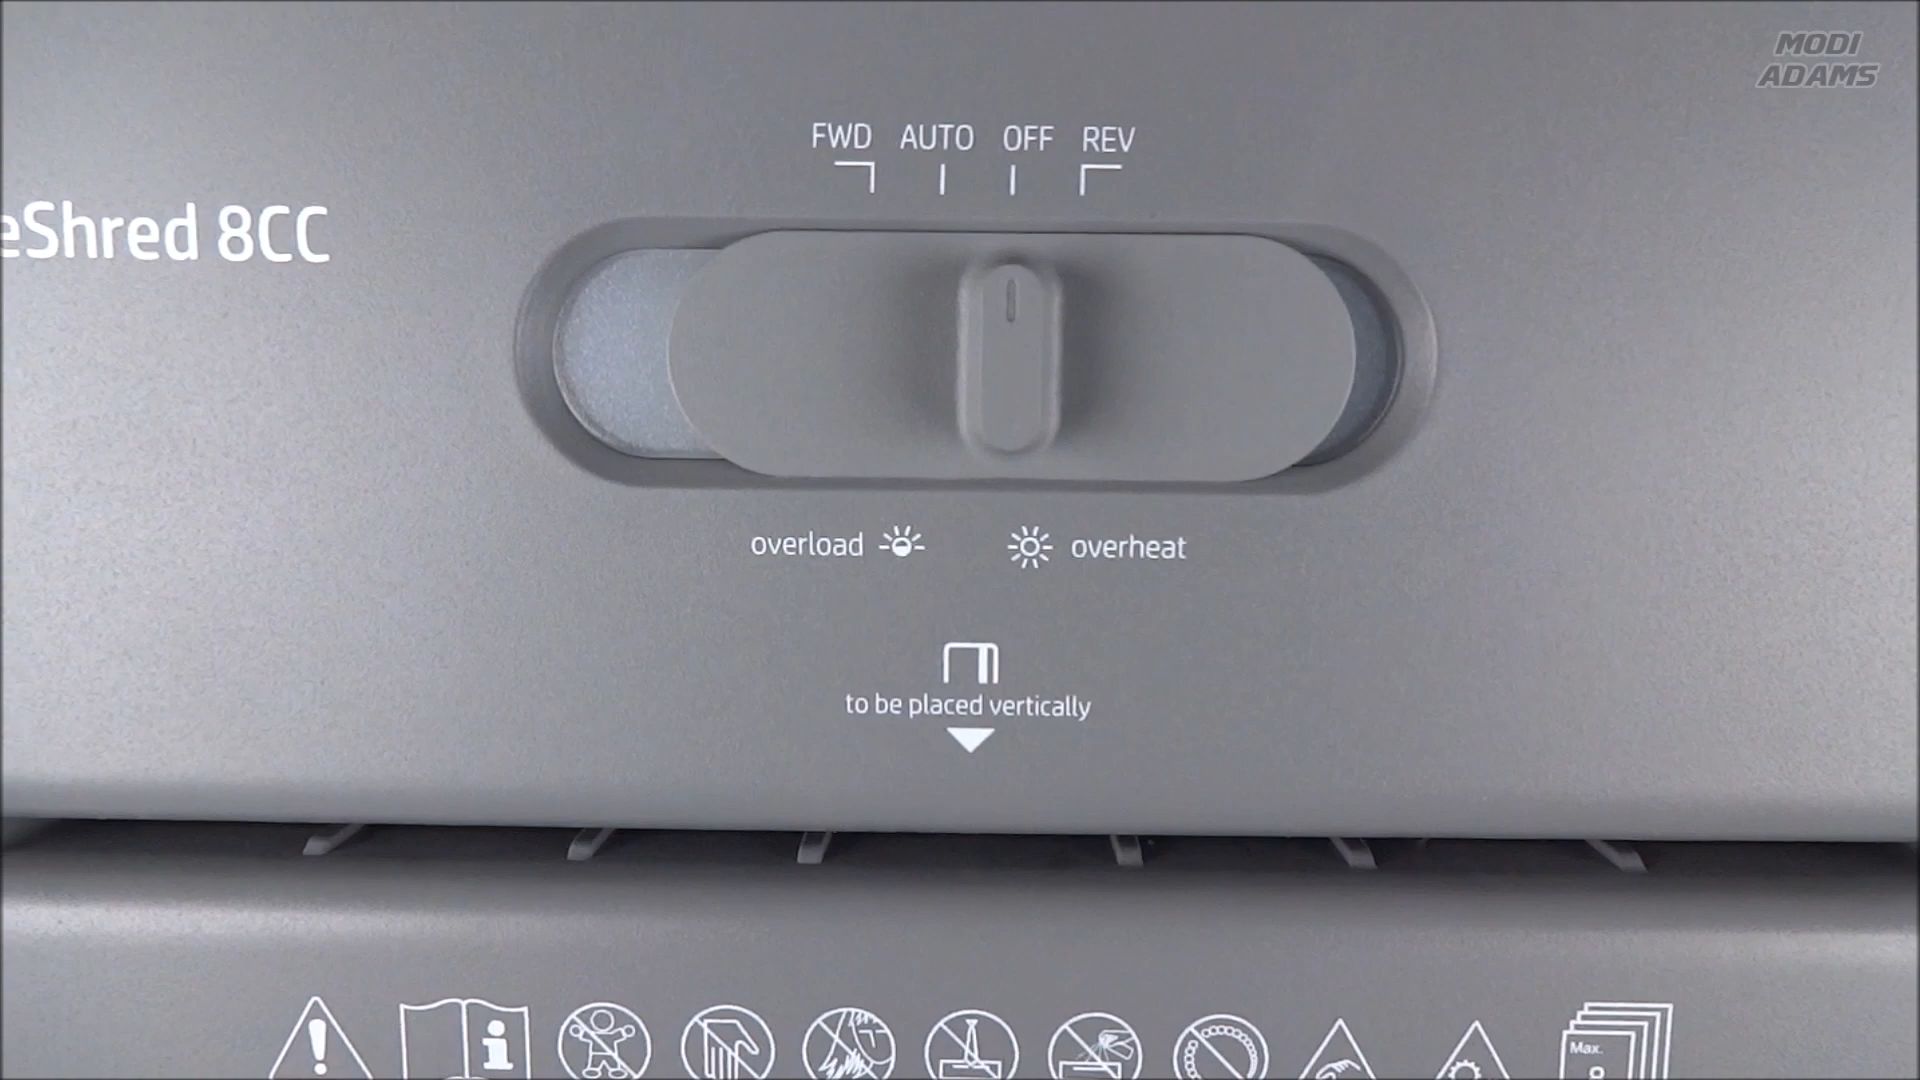 MODI
ADAMS
FWD AUTO OFF REV
eShred 8CC
overload overheat
to be placed vertically
Max.